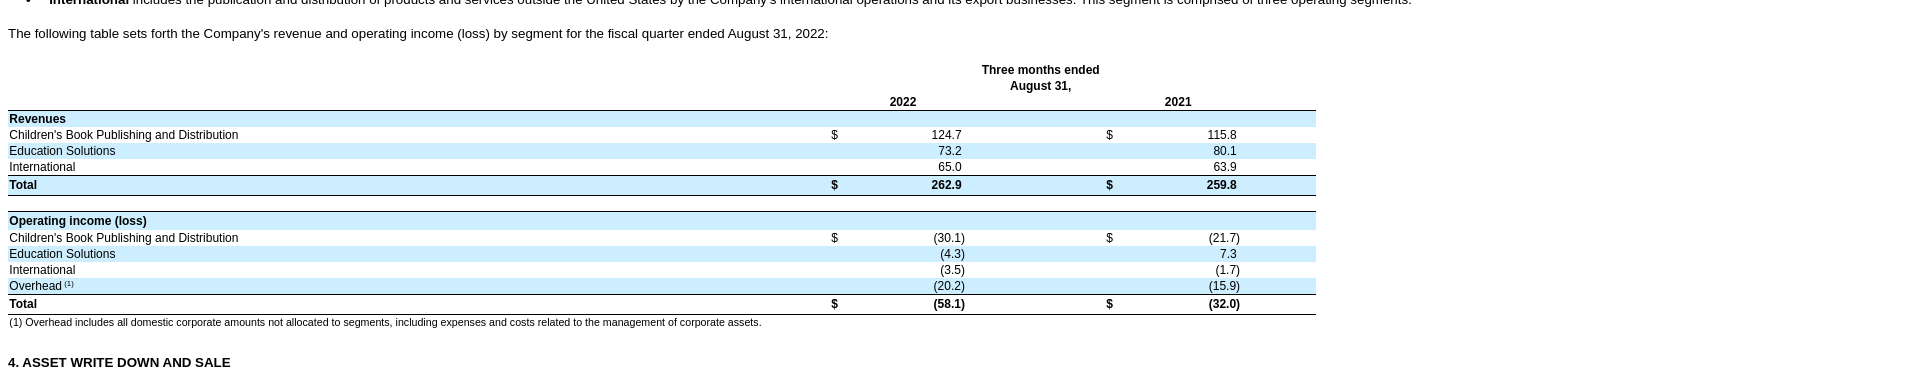 • International includes the publication and distribution of products and services outside the United States by the Company's international operations and its export businesses. This segment is comprised of three operating segments.
The following table sets forth the Company's revenue and operating income (loss) by segment for the fiscal quarter ended August 31, 2022:
Three months ended
August 31,
2022 2021
Revenues
Children's Book Publishing and Distribution $ 124.7 $ 115.8
Education Solutions 73.2 80.1
International 65.0 63.9
Total $ 262.9 $ 259.8
Operating income (loss)
Children's Book Publishing and Distribution $ (30.1) $ (21.7)
Education Solutions (4.3) 7.3
International (3.5) (1.7)
Overhead (1) (20.2) (15.9)
Total $ (58.1) $ (32.0)
(1) Overhead includes all domestic corporate amounts not allocated to segments, including expenses and costs related to the management of corporate assets.
4. ASSET WRITE DOWN AND SALE